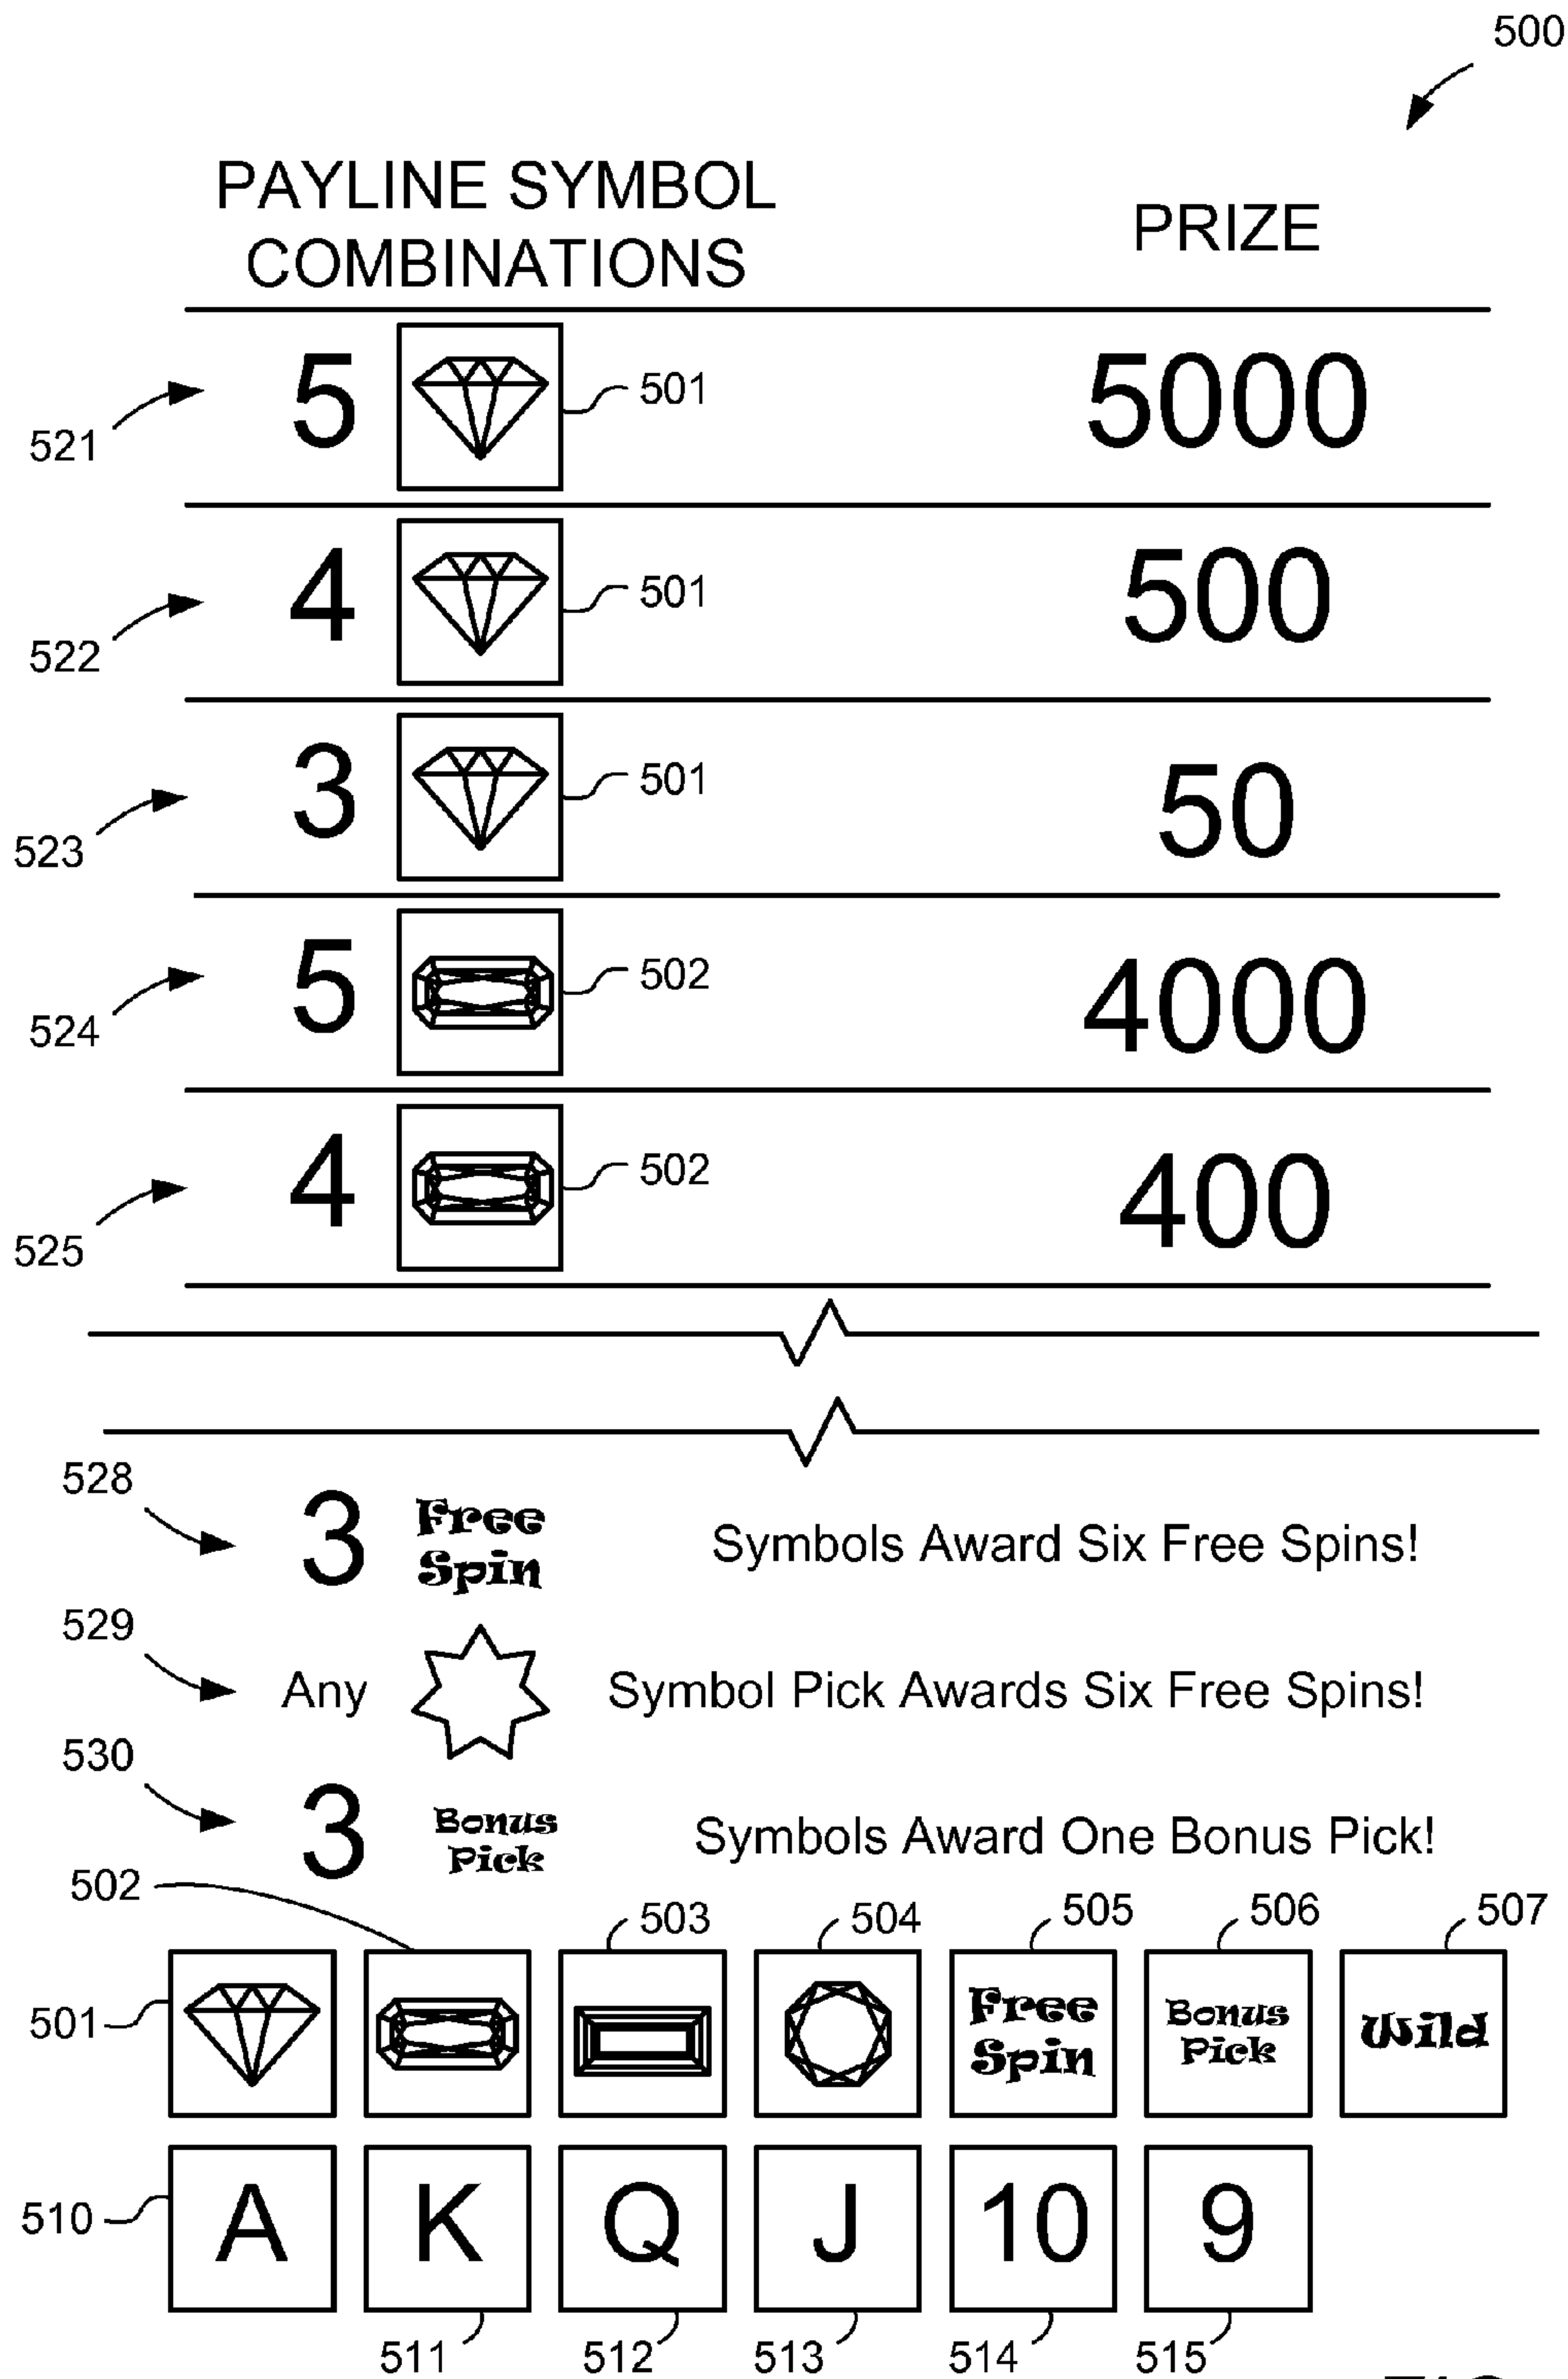 500
PAYLINE SYMBOL
COMBINATIONS
PRIZE
521 5 501 5000
522 4 501 500
523 3 501 50
524 5 502 4000
525 4 502 400
528 3 Free Spin Symbols Award Six Free Spins!
529 Any Symbol Pick Awards Six Free Spins!
530 3 Bonus Pick Symbols Award One Bonus Pick!
502 503 504 505 506 507
501 Free Spin Bonus Pick Wild
510 A K Q J 10 9
511 512 513 514 515